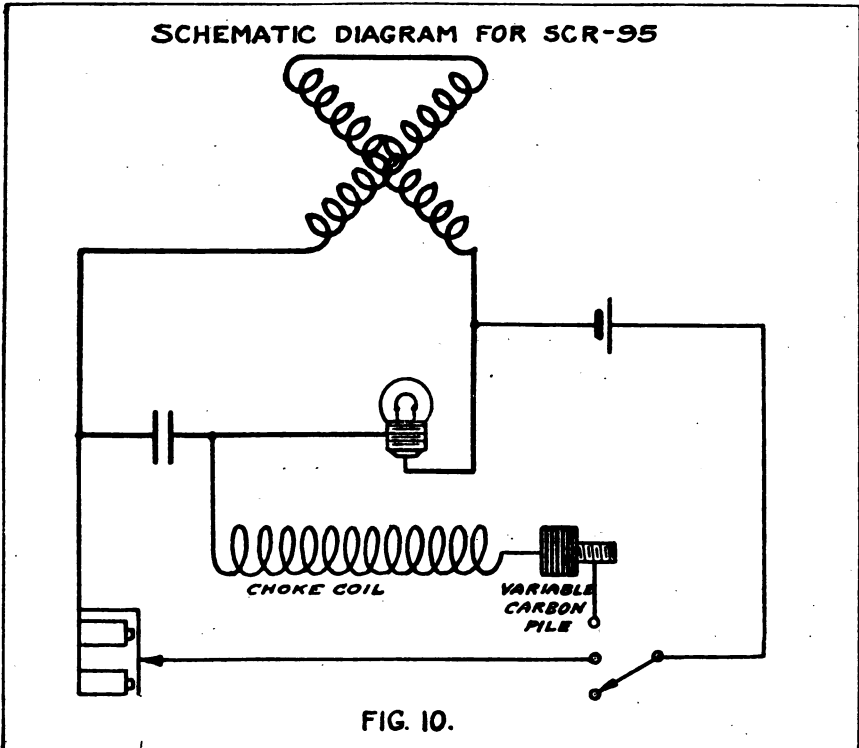 SCHEMATIC DIAGRAM FOR SCR-95
CHOKE COIL
VARIABLE
CARBON
PILE
FIG. 10.